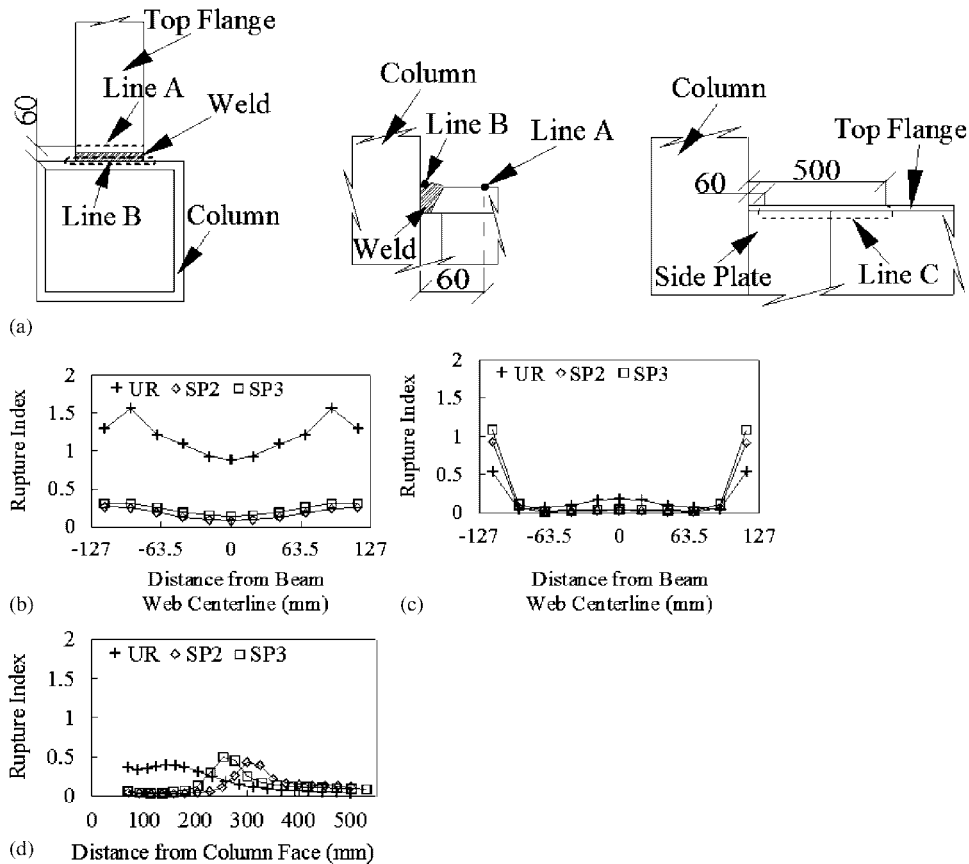 Top Flange
Line A
Weld
60
Line B
Column
Column
Line B
Line A
Weld
60
Column
Top Flange
500
60
Side Plate
Line C
(a)
Rupture Index
2
1.5
1
0.5
0
+ UR ◇ SP2 □ SP3
-127 -63.5 0 63.5 127
Distance from Beam
Web Centerline (mm)
(b)
Rupture Index
2
1.5
1
0.5
0
+ UR ◇ SP2 □ SP3
-127 -63.5 0 63.5 127
Distance from Beam
Web Centerline (mm)
(c)
Rupture Index
2
1.5
1
0.5
0
+ UR ◇ SP2 □ SP3
0 100 200 300 400 500
(d) Distance from Column Face (mm)